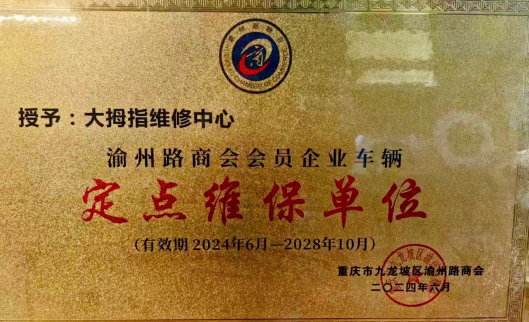 商
授予：大拇指维修中心
渝州路商会会员企业车辆
定点维保单位
（有效期 2024年6月—2028年10月）
重庆市九龙坡区渝州路商会
二〇二四年六月